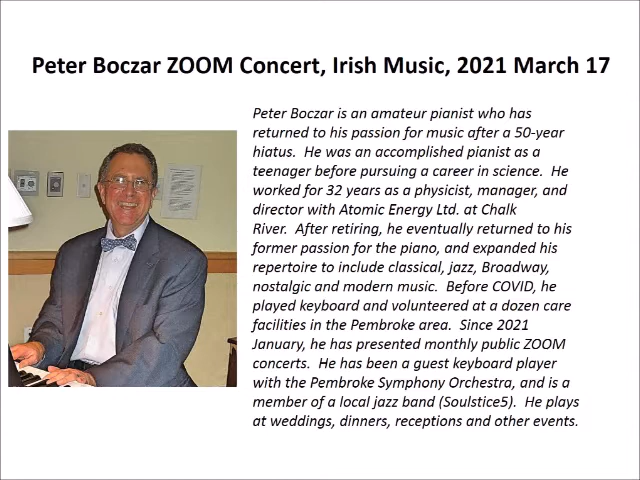 Peter Boczar ZOOM Concert, Irish Music, 2021 March 17
Peter Boczar is an amateur pianist who has
returned to his passion for music after a 50-year
hiatus.  He was an accomplished pianist as a
teenager before pursuing a career in science.  He
worked for 32 years as a physicist, manager, and
director with Atomic Energy Ltd. at Chalk
River.  After retiring, he eventually returned to his
former passion for the piano, and expanded his
repertoire to include classical, jazz, Broadway,
nostalgic and modern music.  Before COVID, he
played keyboard and volunteered at a dozen care
facilities in the Pembroke area.  Since 2021
January, he has presented monthly public ZOOM
concerts.  He has been a guest keyboard player
with the Pembroke Symphony Orchestra, and is a
member of a local jazz band (Soulstice5).  He plays
at weddings, dinners, receptions and other events.